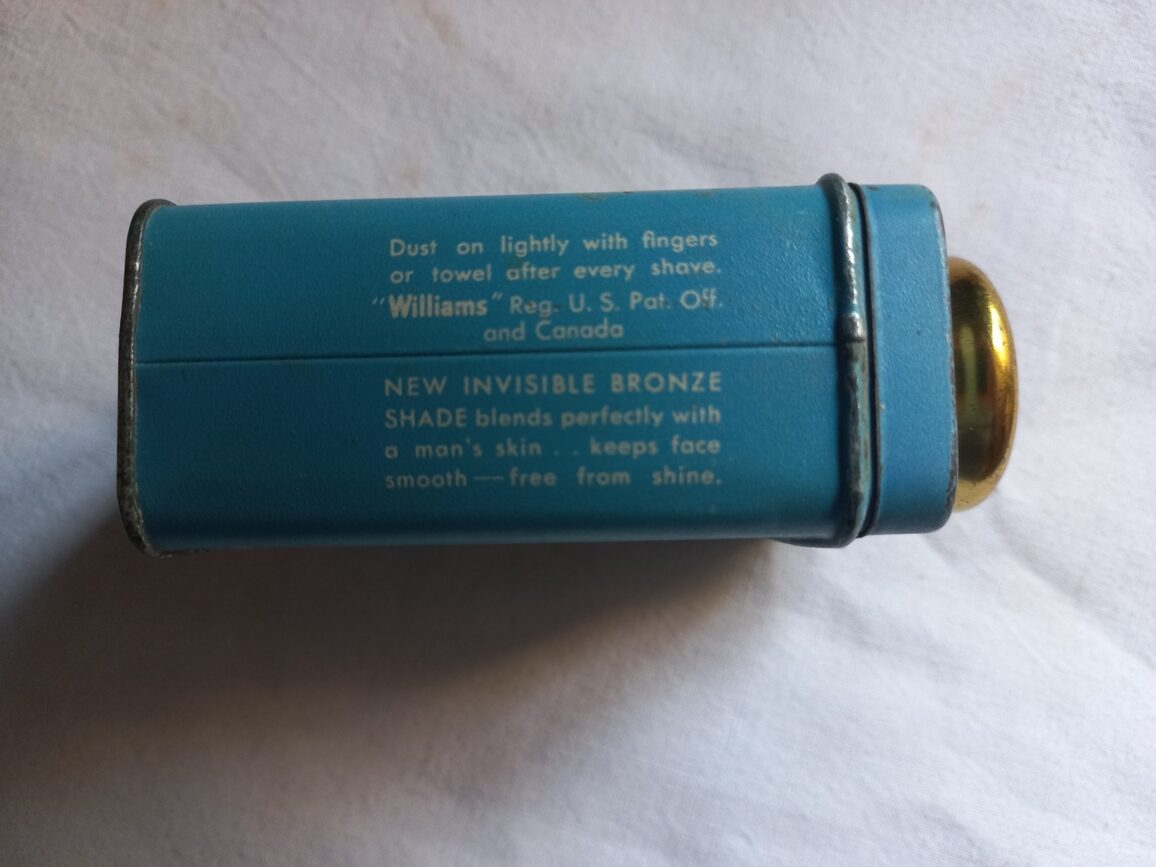 Dust on lightly with fingers
or towel after every shave.
"Williams" Reg. U. S. Pat. Off.
and Canada
NEW INVISIBLE BRONZE
SHADE blends perfectly with
a man's skin . . keeps face
smooth—free from shine.